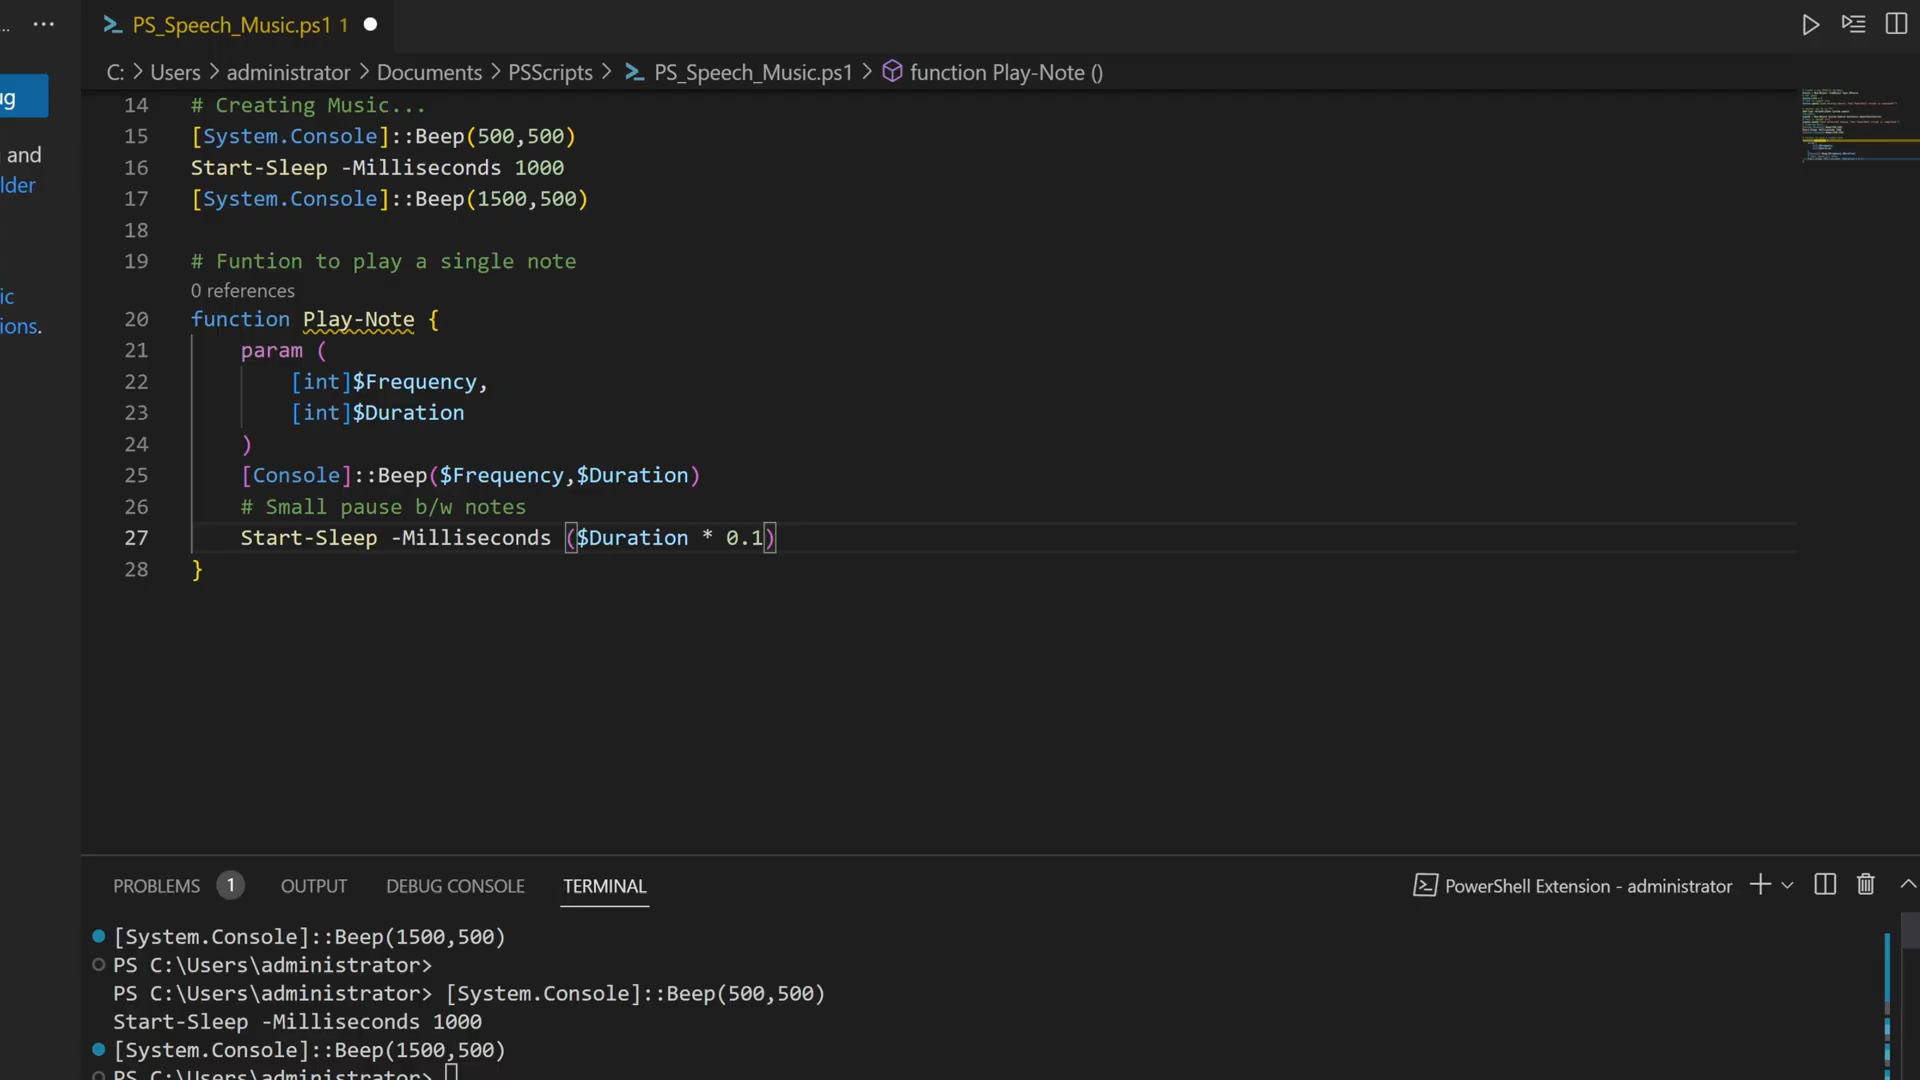 PS_Speech_Music.ps1 1
ug
C: > Users > administrator > Documents > PSScripts > PS_Speech_Music.ps1 > function Play-Note ()
and
lder
ic
ions.
14 # Creating Music...
15 [System.Console]::Beep(500,500)
16 Start-Sleep -Milliseconds 1000
17 [System.Console]::Beep(1500,500)
18
19 # Funtion to play a single note
0 references
20 function Play-Note {
21 param (
22 [int]$Frequency,
23 [int]$Duration
24 )
25 [Console]::Beep($Frequency,$Duration)
26 # Small pause b/w notes
27 Start-Sleep -Milliseconds ($Duration * 0.1)
28 }
PROBLEMS 1 OUTPUT DEBUG CONSOLE TERMINAL PowerShell Extension - administrator
[System.Console]::Beep(1500,500)
PS C:\Users\administrator>
PS C:\Users\administrator> [System.Console]::Beep(500,500)
Start-Sleep -Milliseconds 1000
[System.Console]::Beep(1500,500)
PS C:\Users\administrator>